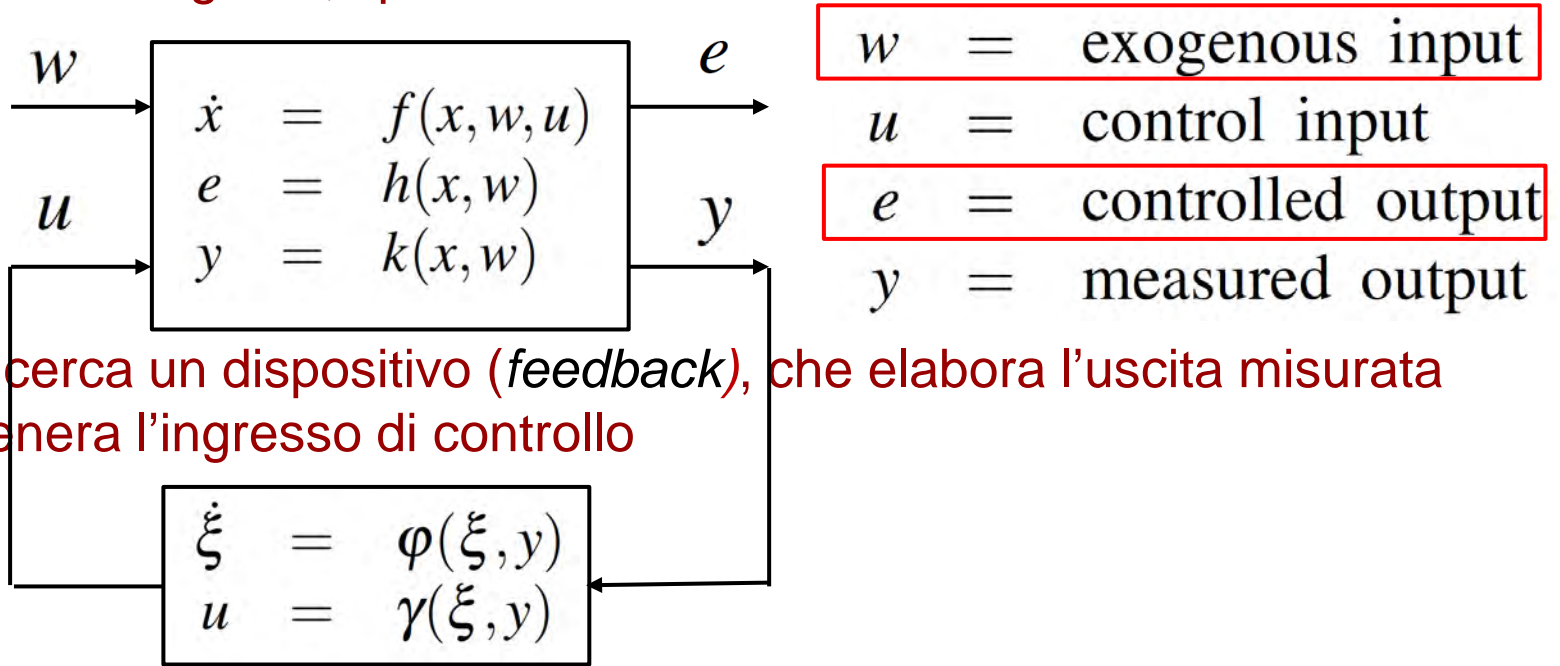 w
e
ẋ = f(x,w,u)
e = h(x,w)
y = k(x,w)
u
y
w = exogenous input
u = control input
e = controlled output
y = measured output
cerca un dispositivo (feedback), che elabora l'uscita misurata
enera l'ingresso di controllo
ξ̇ = φ(ξ,y)
u = γ(ξ,y)